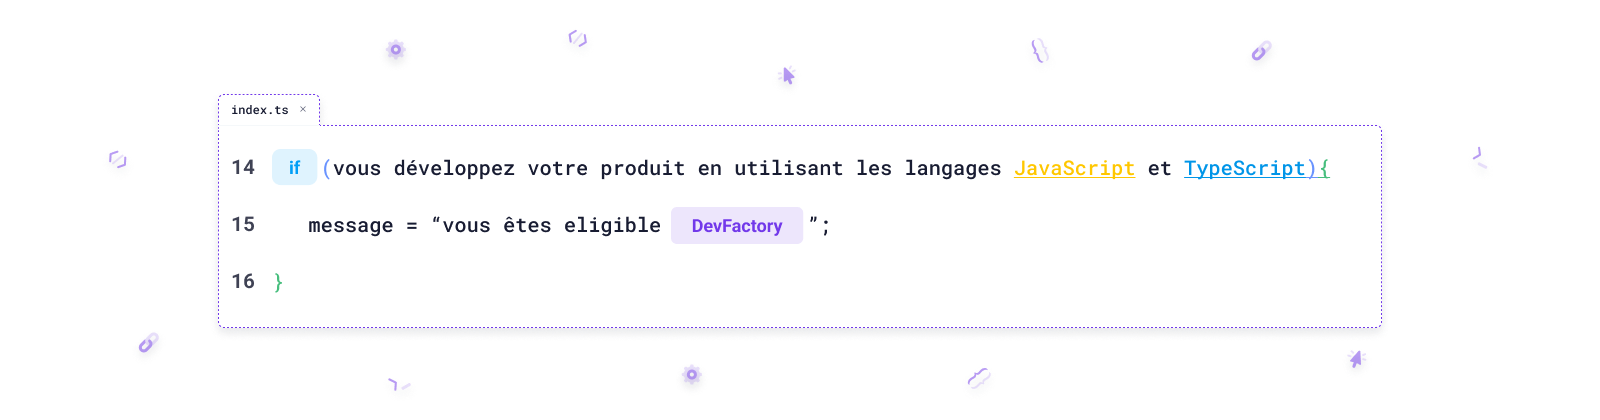 index.ts ×
14 if (vous développez votre produit en utilisant les langages JavaScript et TypeScript){
15 message = “vous êtes eligible DevFactory ”;
16 }